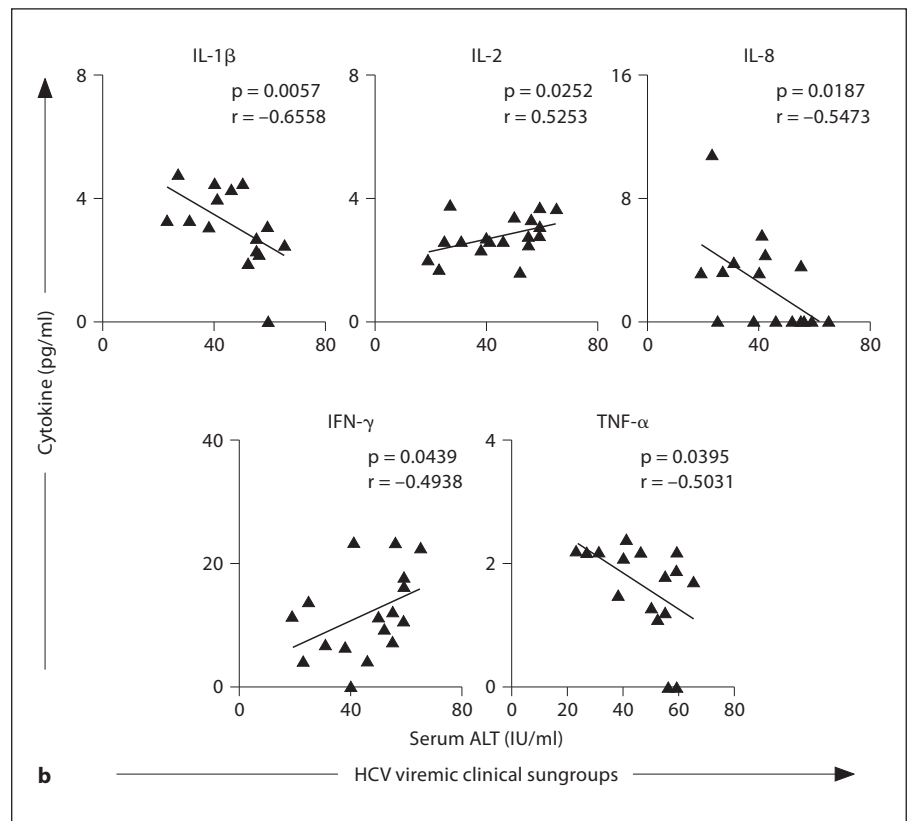 Cytokine (pg/ml)
IL-1β
p = 0.0057
r = –0.6558
8
4
0
0 40 80
IL-2
p = 0.0252
r = 0.5253
8
4
0
0 40 80
IL-8
p = 0.0187
r = –0.5473
16
8
0
0 40 80
IFN-γ
p = 0.0439
r = –0.4938
40
20
0
0 40 80
TNF-α
p = 0.0395
r = –0.5031
4
2
0
0 20 40 60 80
Serum ALT (IU/ml)
b HCV viremic clinical sungroups